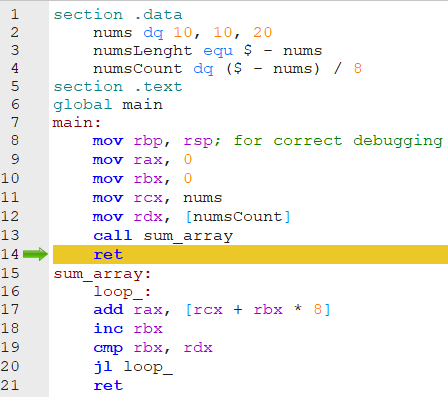 1 section .data
2 nums dq 10, 10, 20
3 numsLenght equ $ - nums
4 numsCount dq ($ - nums) / 8
5 section .text
6 global main
7 main:
8 mov rbp, rsp; for correct debugging
9 mov rax, 0
10 mov rbx, 0
11 mov rcx, nums
12 mov rdx, [numsCount]
13 call sum_array
14 ret
15 sum_array:
16 loop_:
17 add rax, [rcx + rbx * 8]
18 inc rbx
19 cmp rbx, rdx
20 jl loop_
21 ret